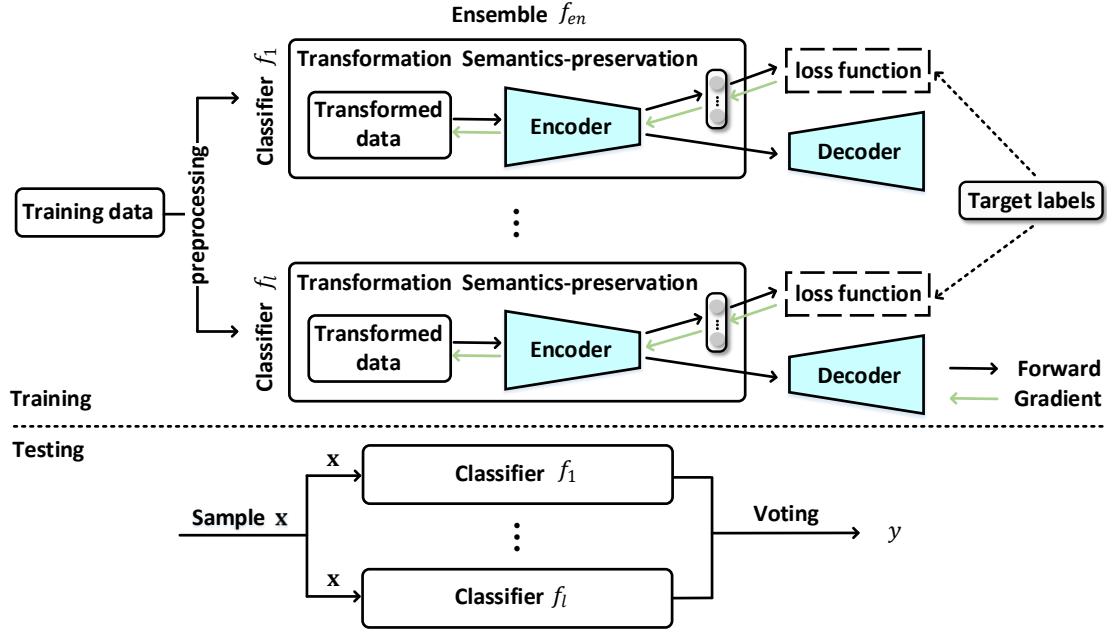 Ensemble f_en
Classifier f_1
Transformation Semantics-preservation
Transformed
data
Encoder
loss function
Decoder
Training data
preprocessing
Target labels
Classifier f_l
Transformation Semantics-preservation
Transformed
data
Encoder
loss function
Decoder
Forward
Gradient
Training
Testing
x
Classifier f_1
Sample x
Voting
y
x
Classifier f_l